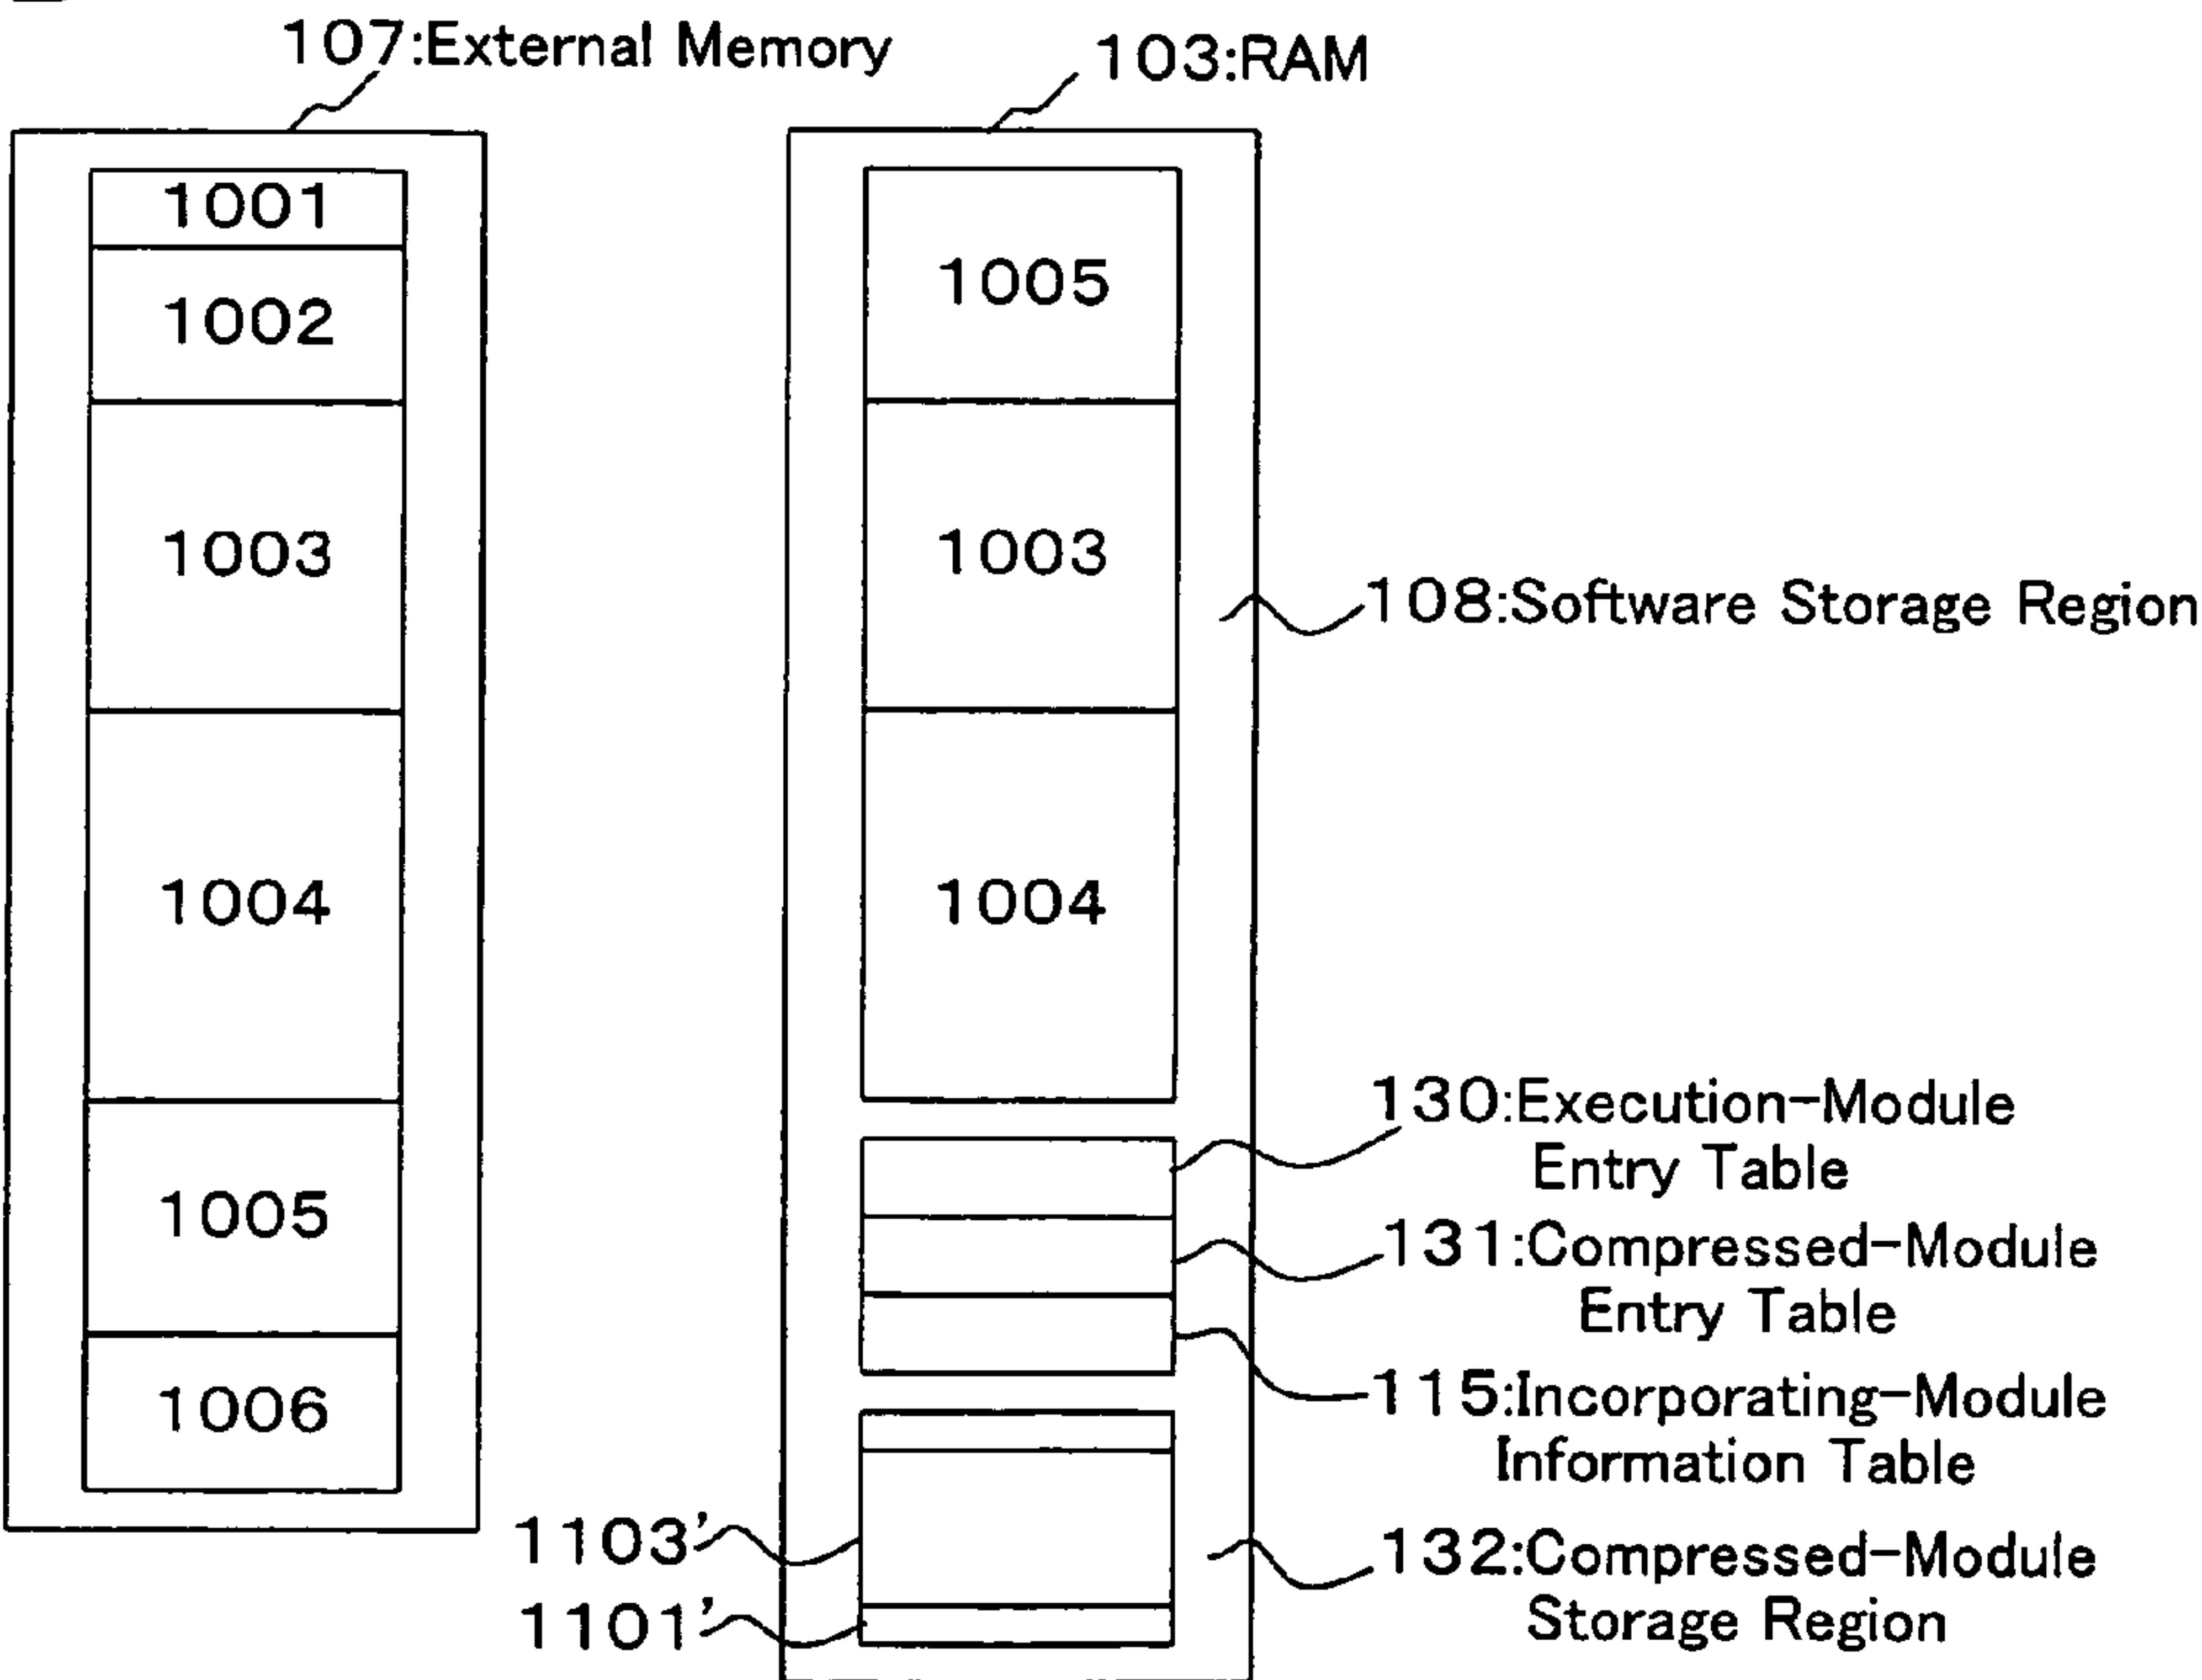 107:External Memory
103:RAM
1001
1002
1003
1004
1005
1006
1005
1003
1004
108:Software Storage Region
130:Execution-Module
Entry Table
131:Compressed-Module
Entry Table
115:Incorporating-Module
Information Table
1103'
1101'
132:Compressed-Module
Storage Region